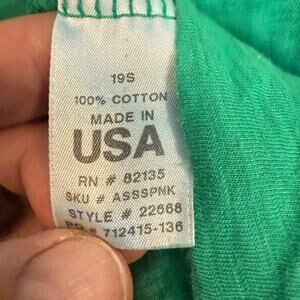 19S
100% COTTON
MADE IN
USA
RN # 82135
SKU # ASSSPNK
STYLE # 22668
PO # 712415-136